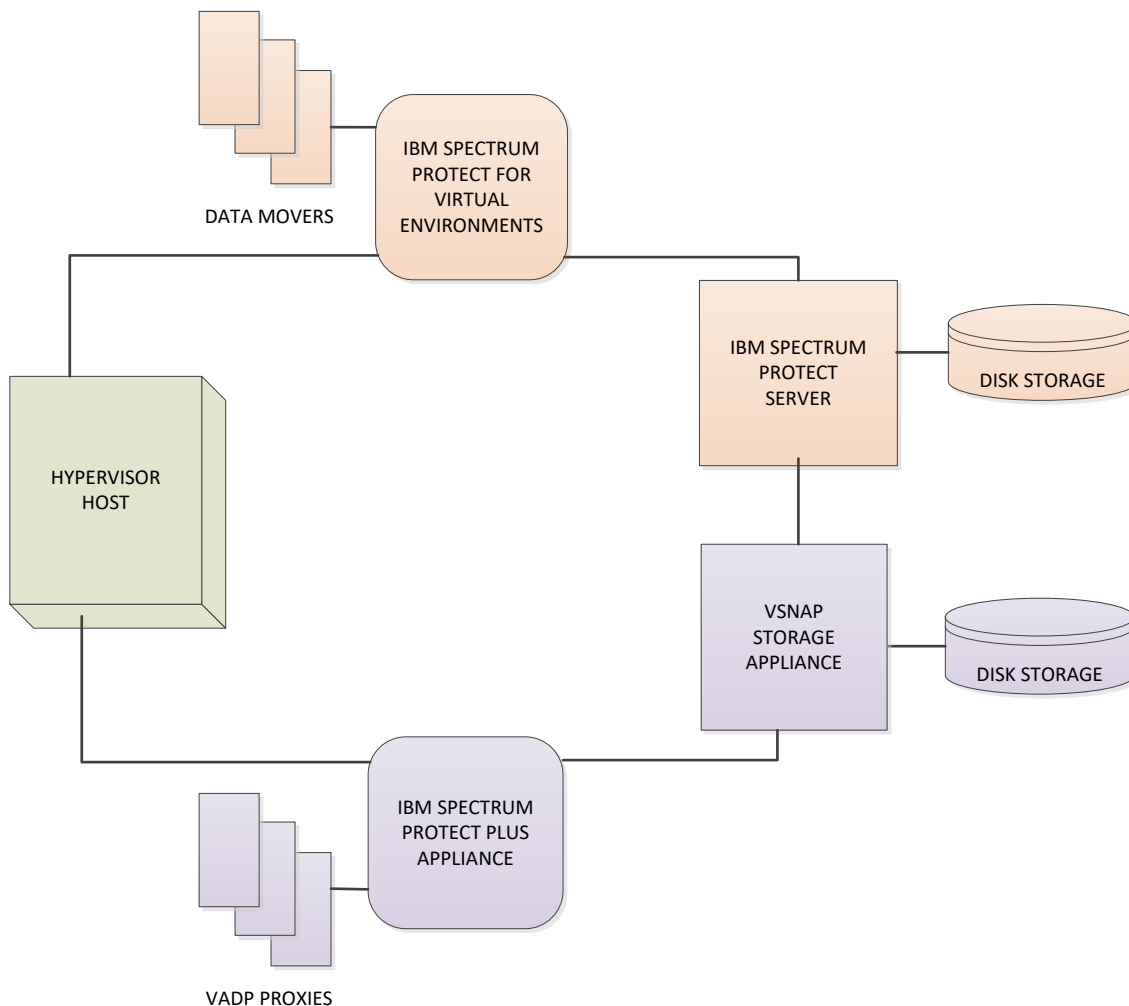 IBM SPECTRUM
PROTECT FOR
VIRTUAL
ENVIRONMENTS
DATA MOVERS
IBM SPECTRUM
PROTECT
SERVER
DISK STORAGE
HYPERVISOR
HOST
VSNAP
STORAGE
APPLIANCE
DISK STORAGE
IBM SPECTRUM
PROTECT PLUS
APPLIANCE
VADP PROXIES